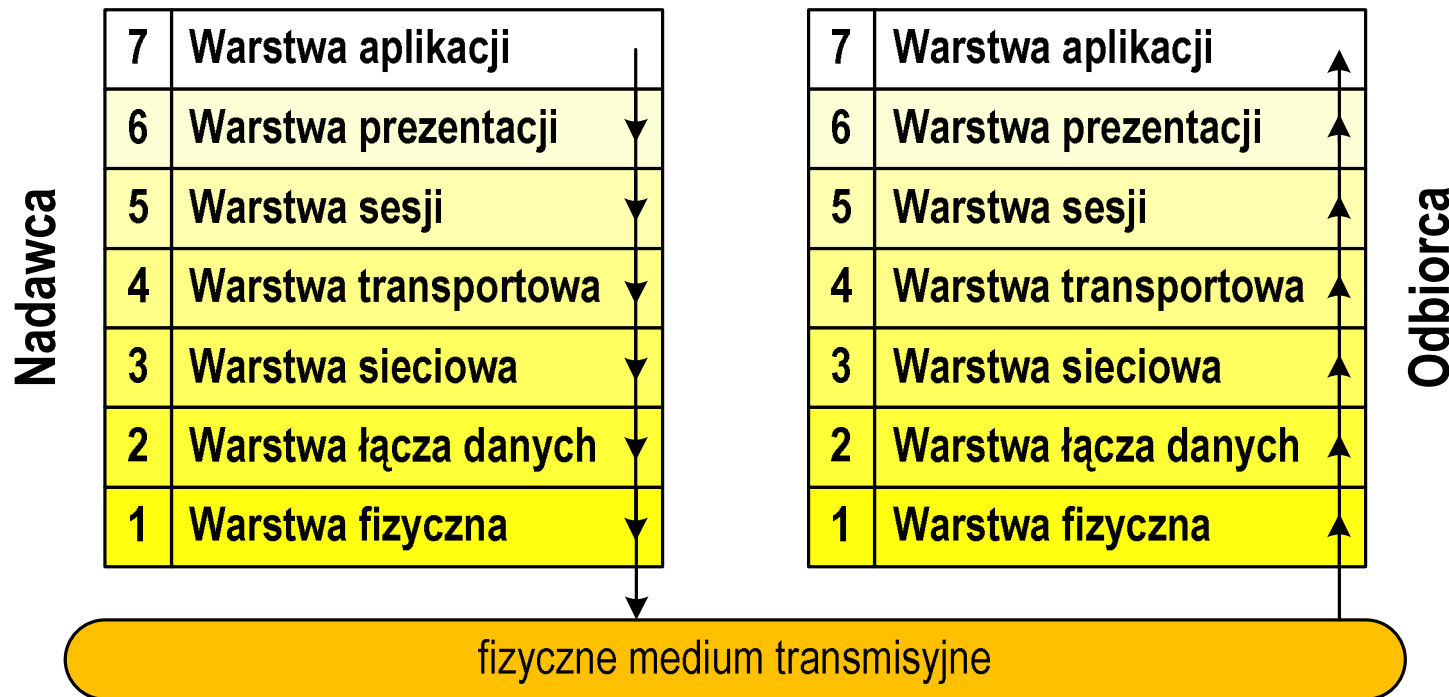 Nadawca
7 Warstwa aplikacji
6 Warstwa prezentacji
5 Warstwa sesji
4 Warstwa transportowa
3 Warstwa sieciowa
2 Warstwa łącza danych
1 Warstwa fizyczna
7 Warstwa aplikacji
6 Warstwa prezentacji
5 Warstwa sesji
4 Warstwa transportowa
3 Warstwa sieciowa
2 Warstwa łącza danych
1 Warstwa fizyczna
Odbiorca
fizyczne medium transmisyjne